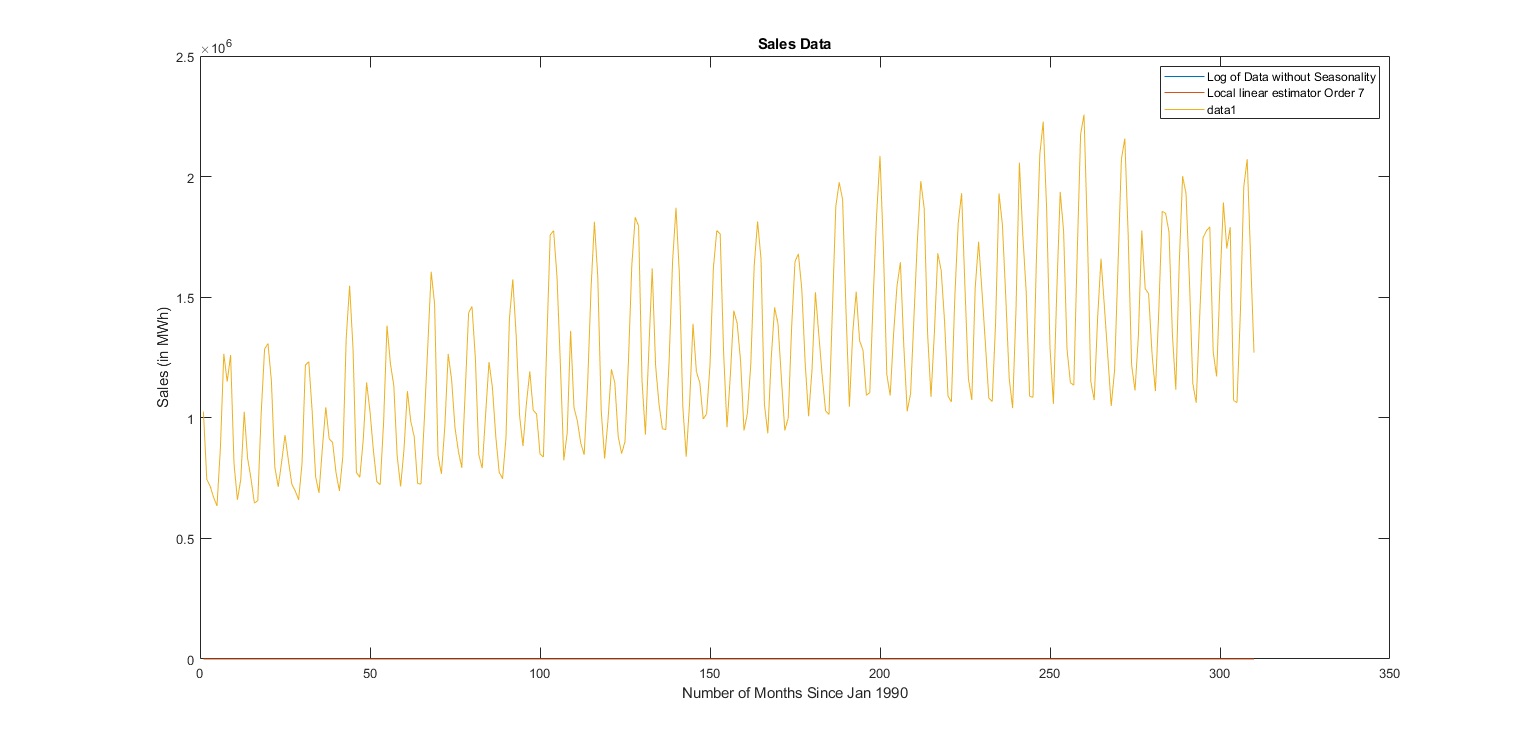 Sales Data
×10^6
2.5
2
1.5
1
0.5
0
Sales (in MWh)
0 50 100 150 200 250 300 350
Number of Months Since Jan 1990
Log of Data without Seasonality
Local linear estimator Order 7
data1